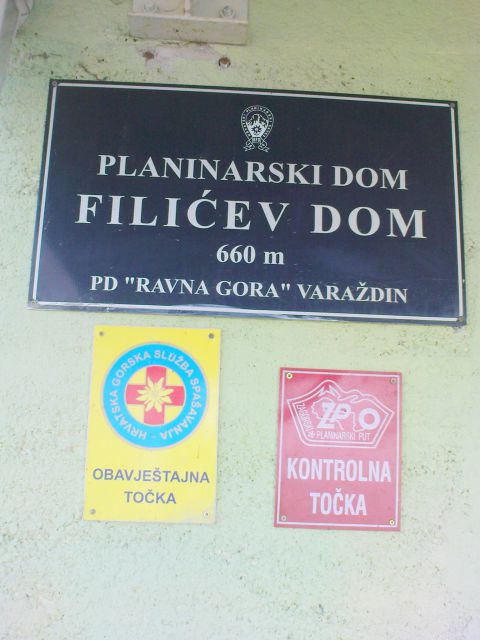 PLANINARSKI DOM
FILIĆEV DOM
660 m
PD "RAVNA GORA" VARAŽDIN
HRVATSKA GORSKA SLUŽBA SPAŠAVANJA -
OBAVJEŠTAJNA
TOČKA
ZPO
PLANINARSKI PUT
KONTROLNA
TOČKA